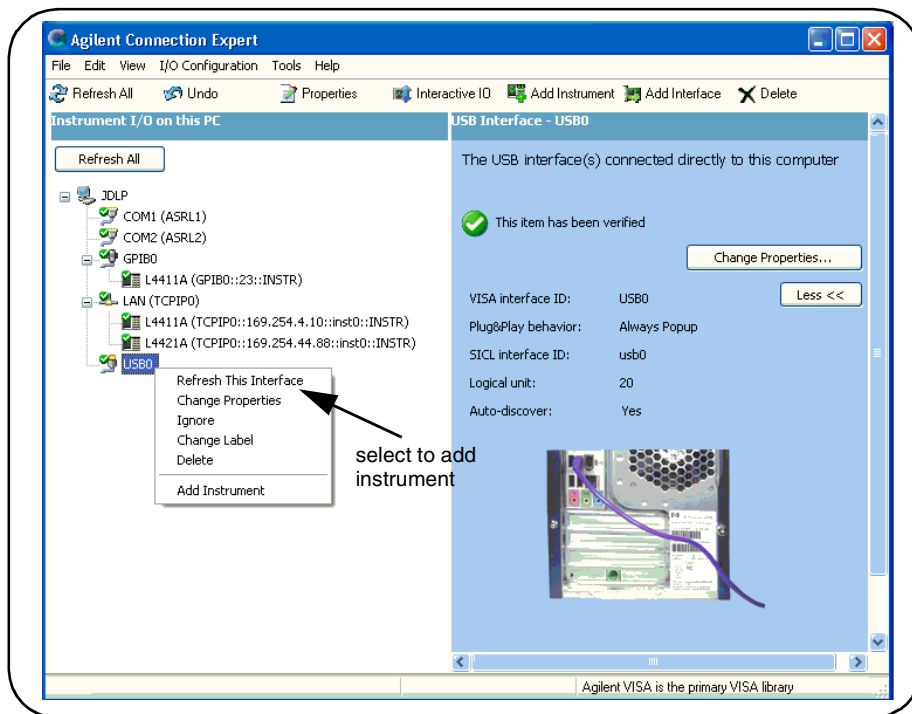 Agilent Connection Expert
File Edit View I/O Configuration Tools Help
Refresh All Undo Properties Interactive IO Add Instrument Add Interface Delete
Instrument I/O on this PC
USB Interface - USB0
Refresh All
The USB interface(s) connected directly to this computer
JDLP
COM1 (ASRL1)
This item has been verified
COM2 (ASRL2)
GPIB0
Change Properties...
L4411A (GPIB0::23::INSTR)
LAN (TCPIP0)
VISA interface ID: USB0
Less <<
L4411A (TCPIP0::169.254.4.10::inst0::INSTR)
Plug&Play behavior: Always Popup
L4421A (TCPIP0::169.254.44.88::inst0::INSTR)
SICL interface ID: usb0
USB0
Refresh This Interface
Logical unit: 20
Change Properties
Auto-discover: Yes
Ignore
Change Label
Delete
select to add
instrument
Add Instrument
Agilent VISA is the primary VISA library